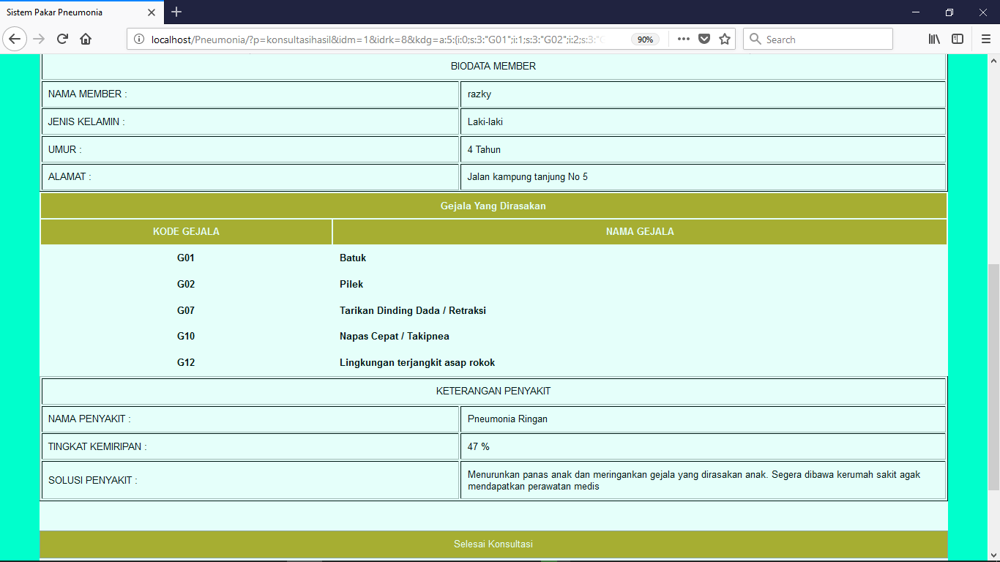 Sistem Pakar Pneumonia
localhost/Pneumonia/?p=konsultasihasil&idm=1&idrk=8&kdg=a:5:{i:0;s:3:"G01";i:1;s:3:"G02";i:2;s:3:"G
90%
Search
BIODATA MEMBER
NAMA MEMBER : razky
JENIS KELAMIN : Laki-laki
UMUR : 4 Tahun
ALAMAT : Jalan kampung tanjung No 5
Gejala Yang Dirasakan
KODE GEJALA NAMA GEJALA
G01 Batuk
G02 Pilek
G07 Tarikan Dinding Dada / Retraksi
G10 Napas Cepat / Takipnea
G12 Lingkungan terjangkit asap rokok
KETERANGAN PENYAKIT
NAMA PENYAKIT : Pneumonia Ringan
TINGKAT KEMIRIPAN : 47 %
SOLUSI PENYAKIT : Menurunkan panas anak dan meringankan gejala yang dirasakan anak. Segera dibawa kerumah sakit agak
mendapatkan perawatan medis
Selesai Konsultasi